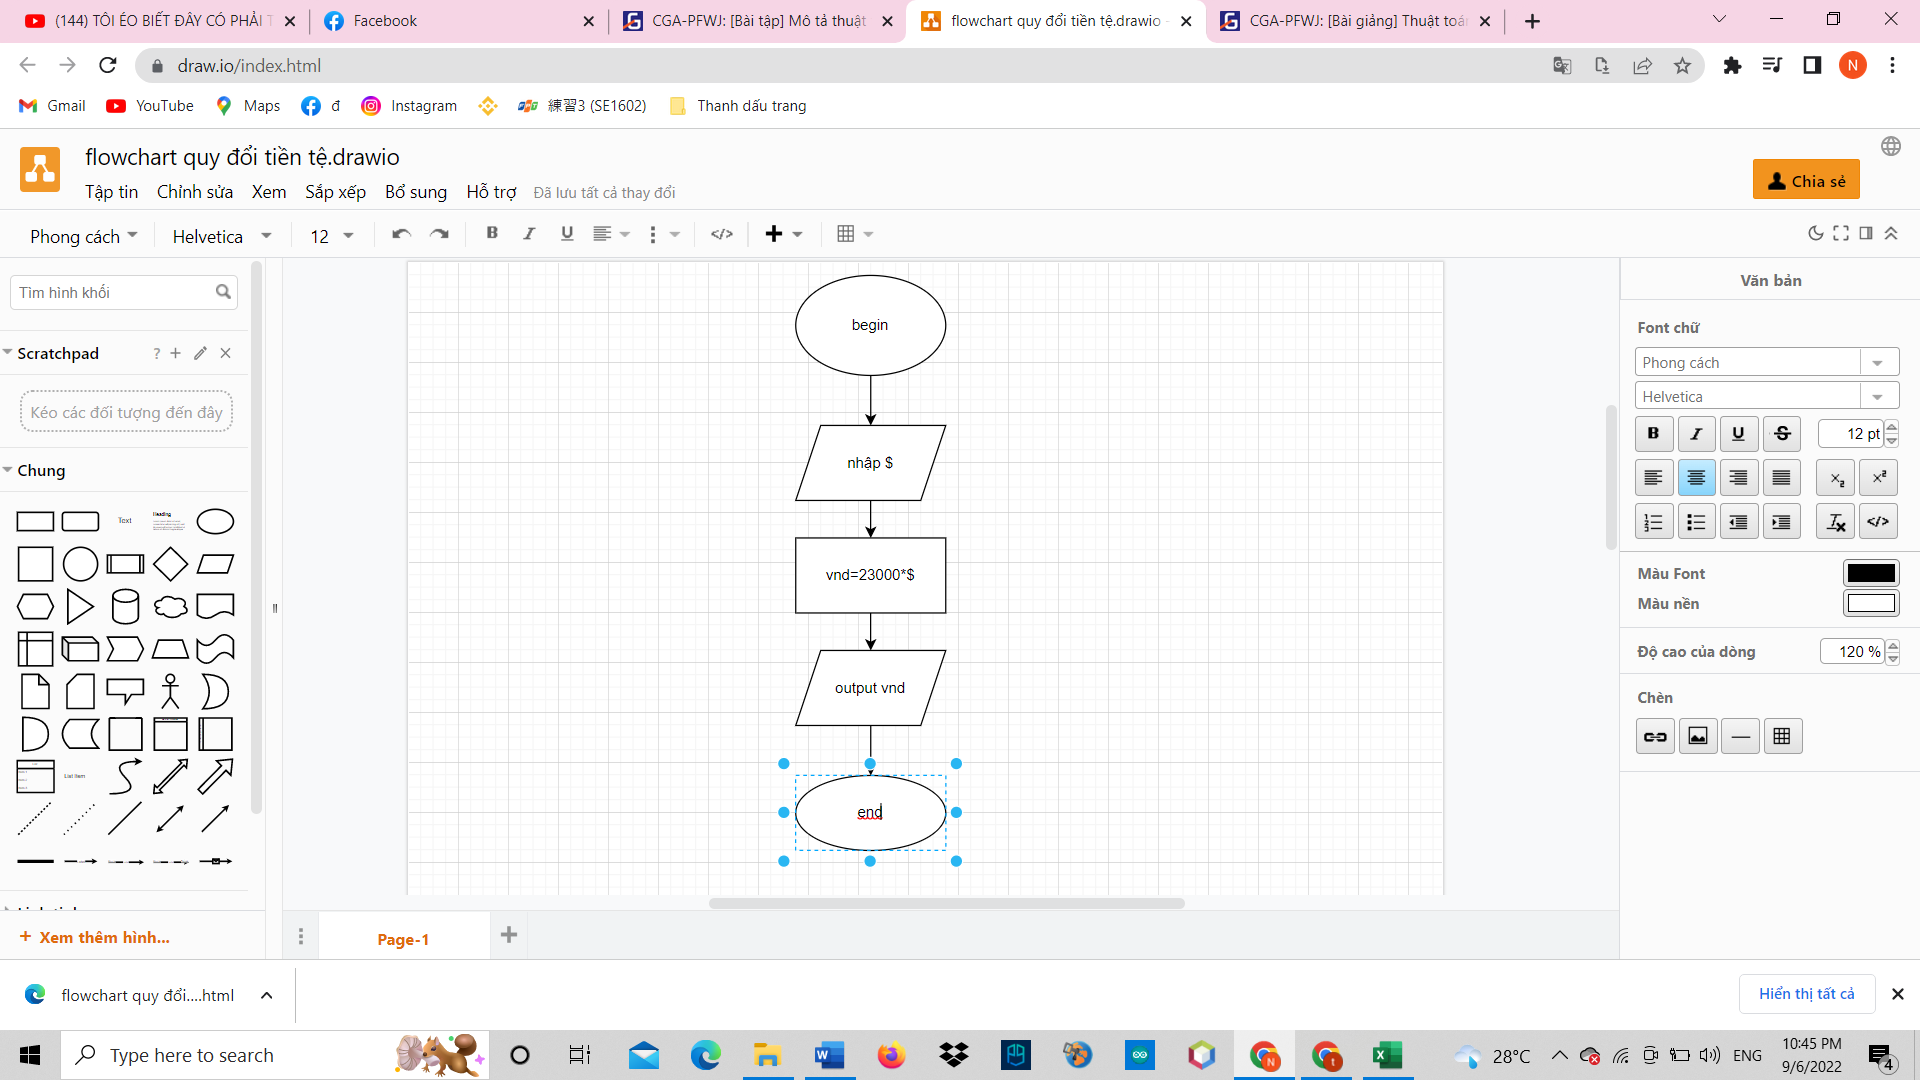 (144) TÔI ÉO BIẾT ĐÂY CÓ PHẢI T
Facebook
CGA-PFWJ: [Bài tập] Mô tả thuật
flowchart quy đổi tiền tệ.drawio -
CGA-PFWJ: [Bài giảng] Thuật toán
draw.io/index.html
N
Gmail
YouTube
Maps
đ
Instagram
練習3 (SE1602)
Thanh dấu trang
flowchart quy đổi tiền tệ.drawio
Tập tin
Chỉnh sửa
Xem
Sắp xếp
Bổ sung
Hỗ trợ
Đã lưu tất cả thay đổi
Chia sẻ
Phong cách
Helvetica
12
Tìm hình khối
Scratchpad
Kéo các đối tượng đến đây
Chung
Text
Heading
List Item
Xem thêm hình...
begin
nhập $
vnd=23000*$
output vnd
end
Page-1
Văn bản
Font chữ
Phong cách
Helvetica
12 pt
Màu Font
Màu nền
Độ cao của dòng
120 %
Chèn
flowchart quy đổi....html
Hiển thị tất cả
Type here to search
28°C
ENG
10:45 PM
9/6/2022
4